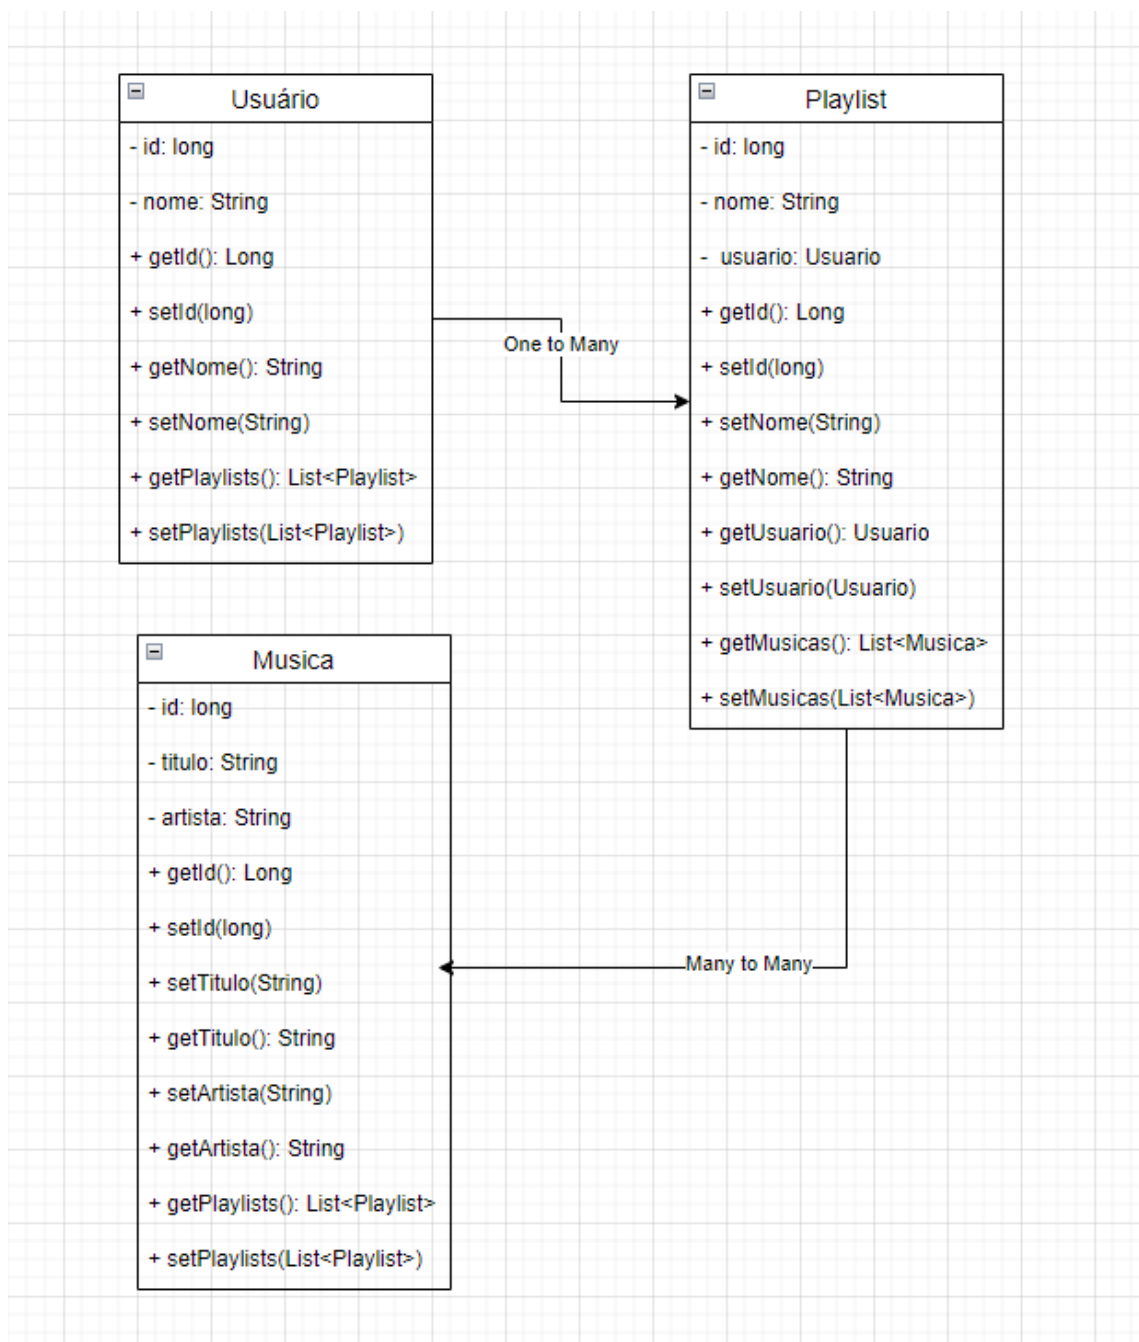 Usuário
- id: long
- nome: String
+ getId(): Long
+ setId(long)
+ getNome(): String
+ setNome(String)
+ getPlaylists(): List<Playlist>
+ setPlaylists(List<Playlist>)
One to Many
Playlist
- id: long
- nome: String
-  usuario: Usuario
+ getId(): Long
+ setId(long)
+ setNome(String)
+ getNome(): String
+ getUsuario(): Usuario
+ setUsuario(Usuario)
+ getMusicas(): List<Musica>
+ setMusicas(List<Musica>)
Many to Many
Musica
- id: long
- titulo: String
- artista: String
+ getId(): Long
+ setId(long)
+ setTitulo(String)
+ getTitulo(): String
+ setArtista(String)
+ getArtista(): String
+ getPlaylists(): List<Playlist>
+ setPlaylists(List<Playlist>)